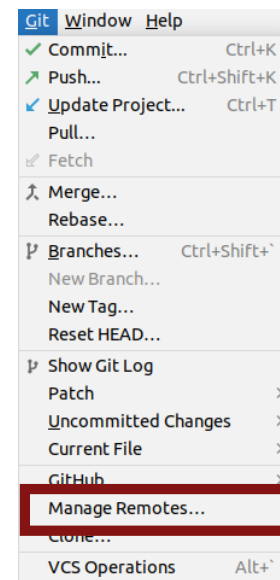 Git Window Help
Commit... Ctrl+K
Push... Ctrl+Shift+K
Update Project... Ctrl+T
Pull...
Fetch
Merge...
Rebase...
Branches... Ctrl+Shift+`
New Branch...
New Tag...
Reset HEAD...
Show Git Log
Patch
Uncommitted Changes
Current File
GitHub
Manage Remotes...
Clone...
VCS Operations Alt+`